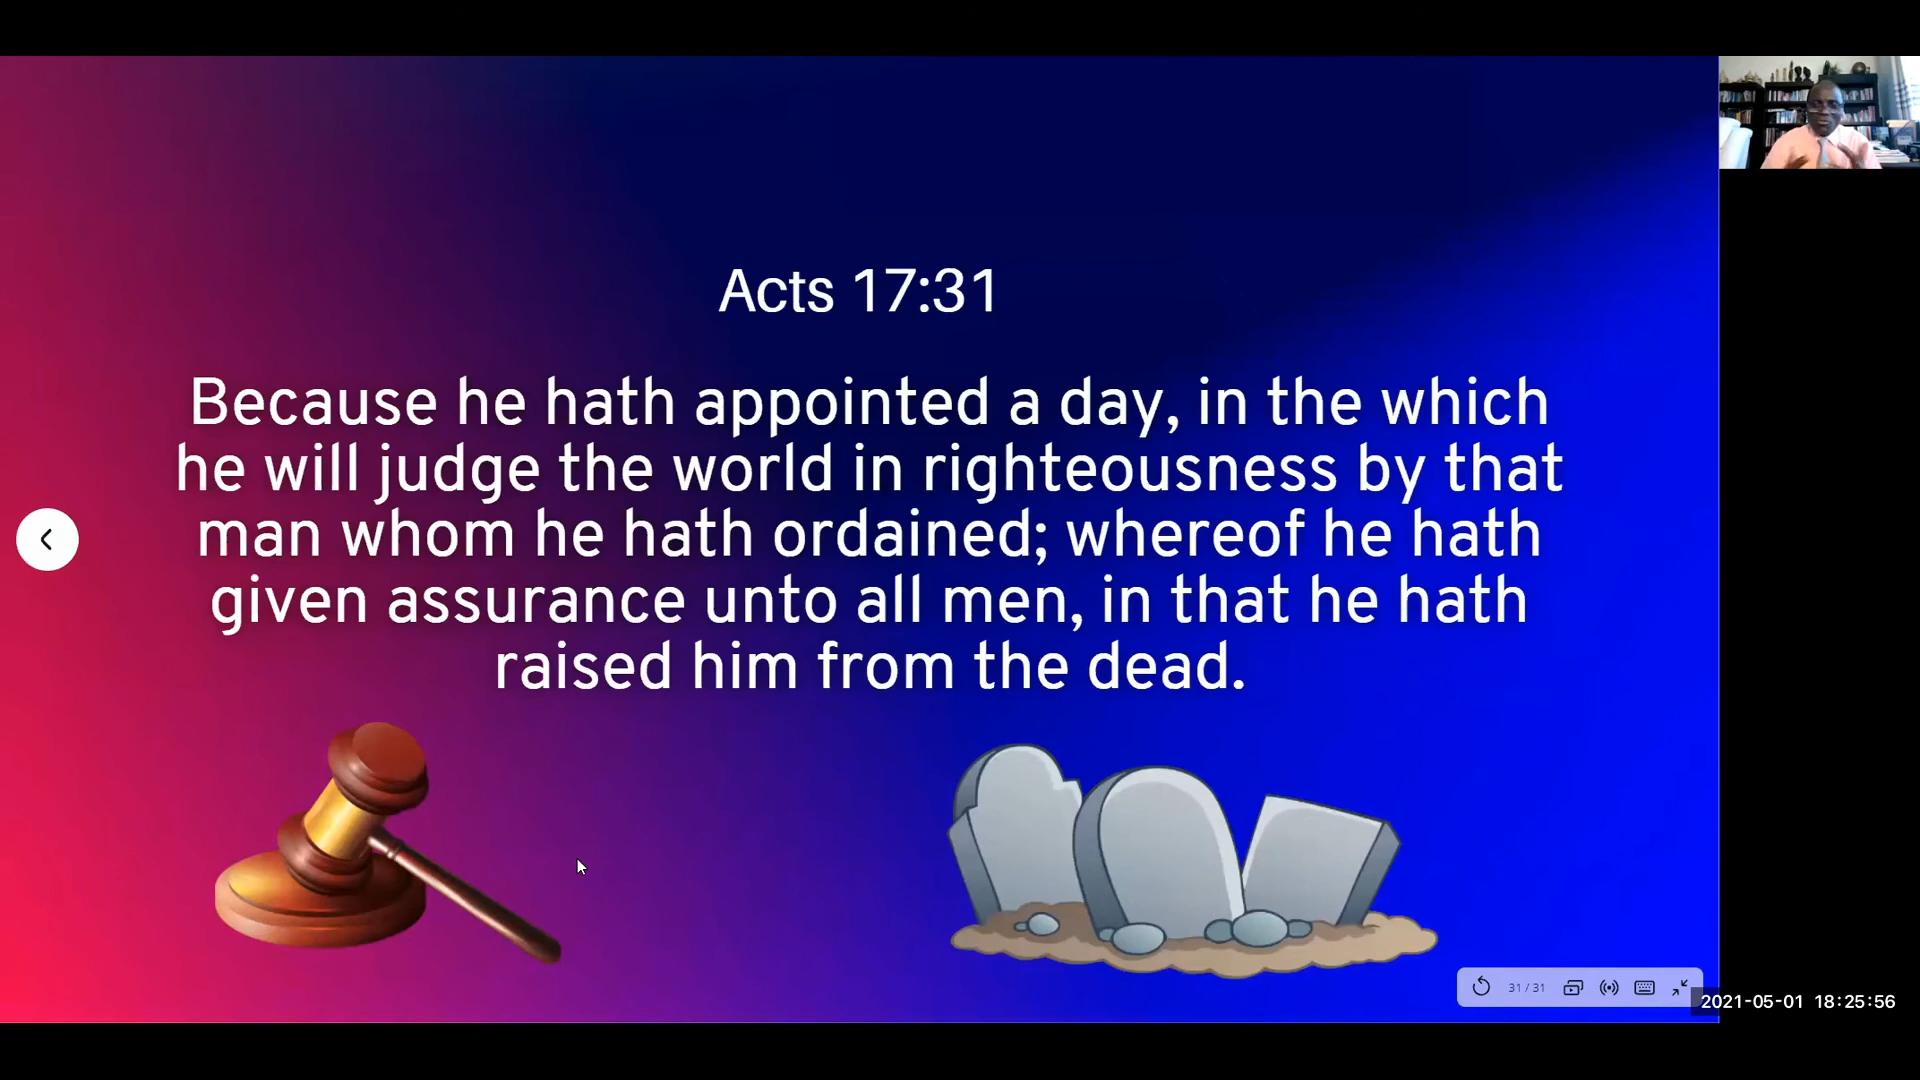 Acts 17:31
Because he hath appointed a day, in the which
he will judge the world in righteousness by that
man whom he hath ordained; whereof he hath
given assurance unto all men, in that he hath
raised him from the dead.
31/31
2021-05-01 18:25:56